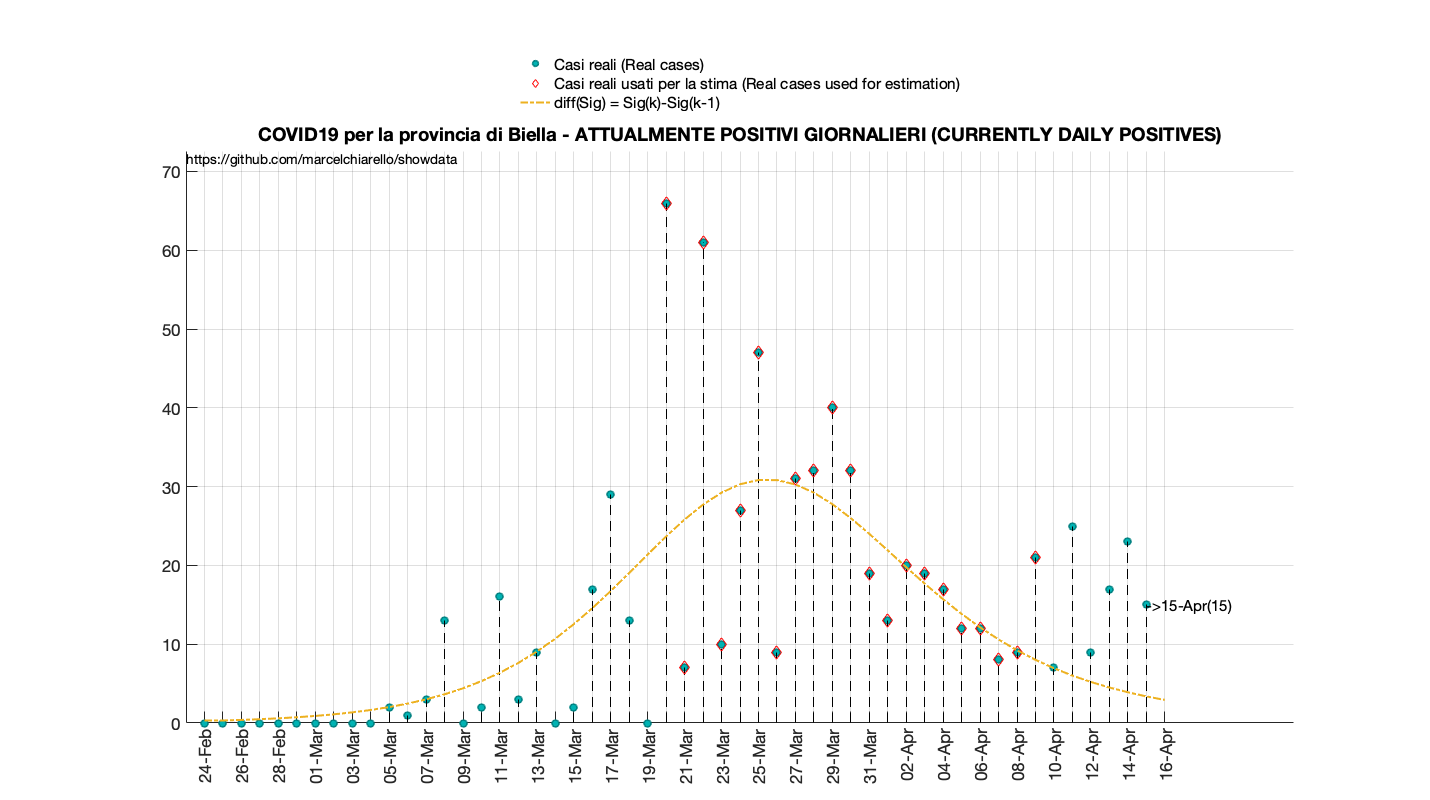 Casi reali (Real cases)
Casi reali usati per la stima (Real cases used for estimation)
diff(Sig) = Sig(k)-Sig(k-1)
COVID19 per la provincia di Biella - ATTUALMENTE POSITIVI GIORNALIERI (CURRENTLY DAILY POSITIVES)
https://github.com/marcelchiarello/showdata
70
60
50
40
30
20
10
0
->15-Apr(15)
24-Feb
26-Feb
28-Feb
01-Mar
03-Mar
05-Mar
07-Mar
09-Mar
11-Mar
13-Mar
15-Mar
17-Mar
19-Mar
21-Mar
23-Mar
25-Mar
27-Mar
29-Mar
31-Mar
02-Apr
04-Apr
06-Apr
08-Apr
10-Apr
12-Apr
14-Apr
16-Apr